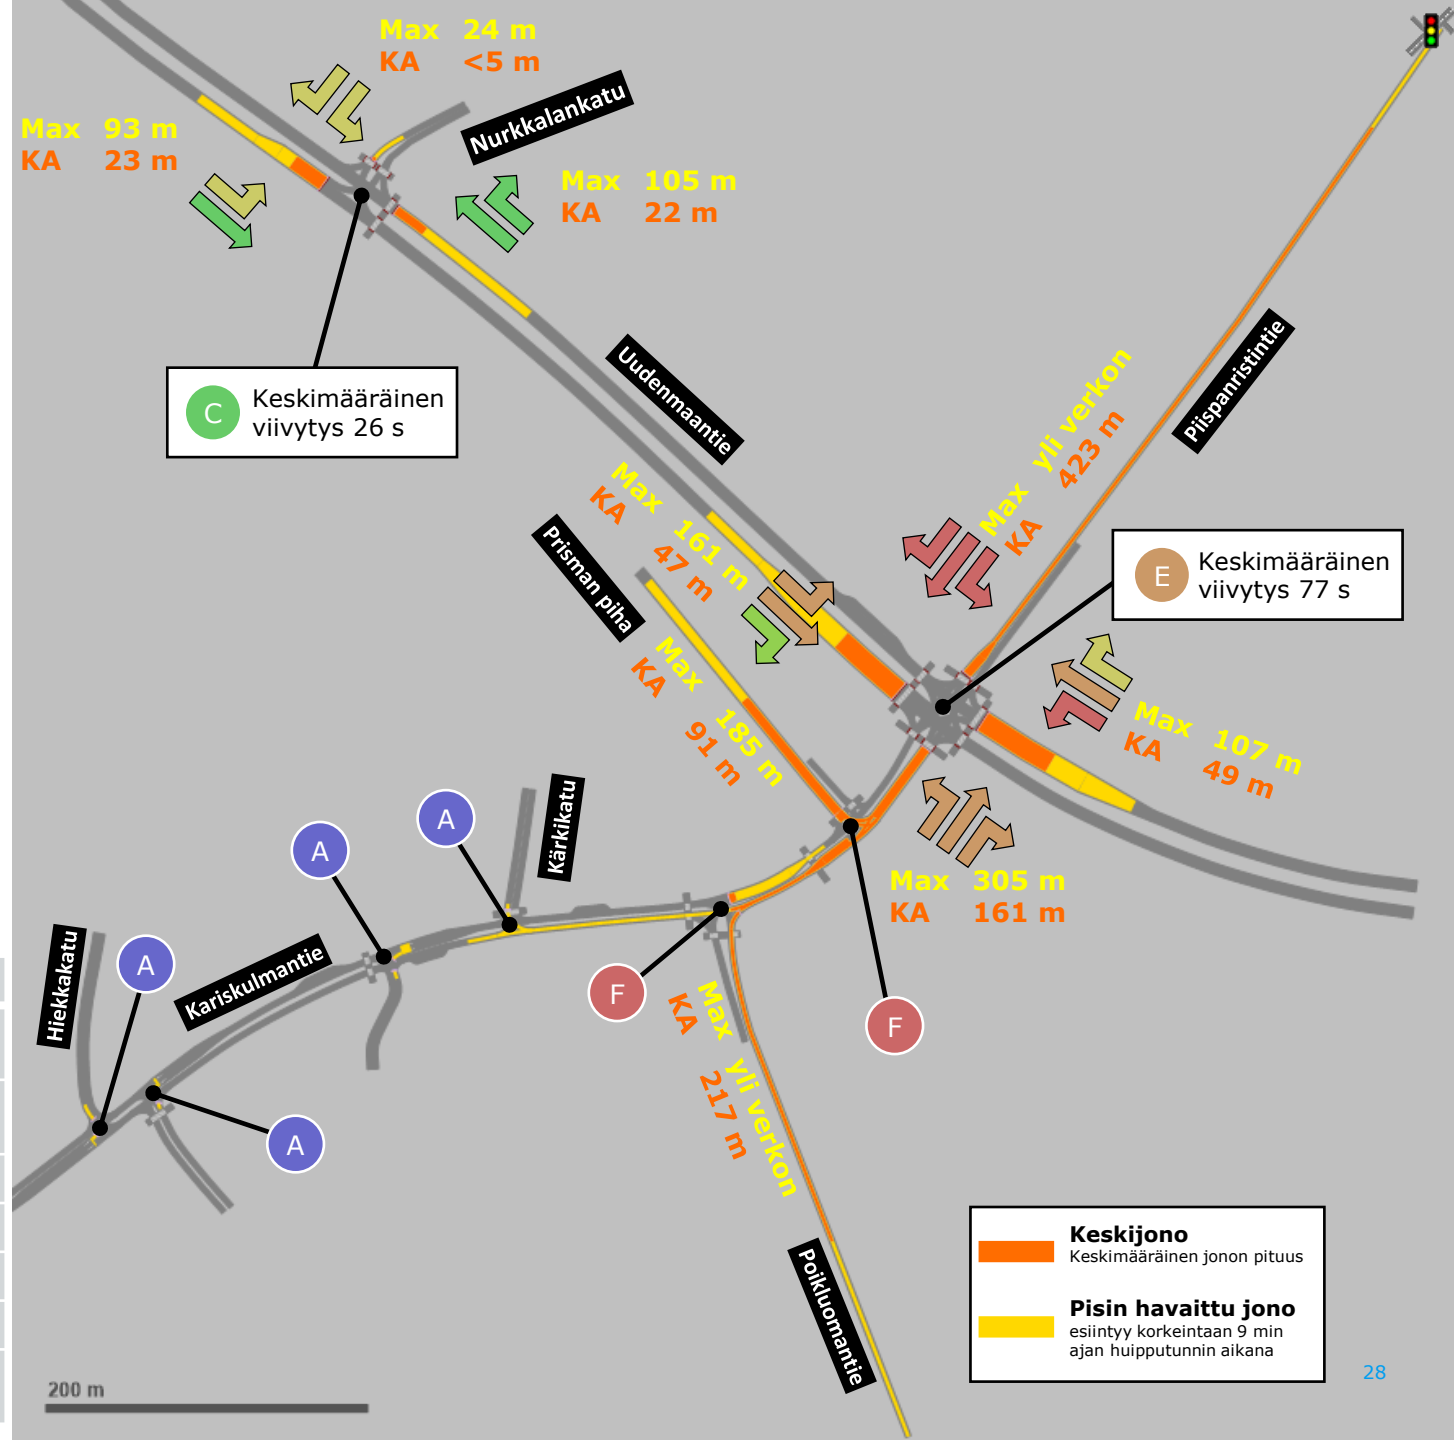 Max 24 m
KA <5 m
Nurkkalankatu
Max 93 m
KA 23 m
Max 105 m
KA 22 m
C
Keskimääräinen
viivytys 26 s
Uudenmaantie
Piispanristintie
Max yli verkon
KA 423 m
Max 161 m
KA 47 m
Prisman piha
E
Keskimääräinen
viivytys 77 s
Max 185 m
KA 91 m
Max 107 m
KA 49 m
Kärkikatu
A
A
Max 305 m
KA 161 m
Hiekkakatu
A
Kariskulmantie
F
F
Max yli verkon
KA 217 m
A
Poikluomantie
Keskijono
Keskimääräinen jonon pituus
Pisin havaittu jono
esiintyy korkeintaan 9 min
ajan huipputunnin aikana
200 m
28